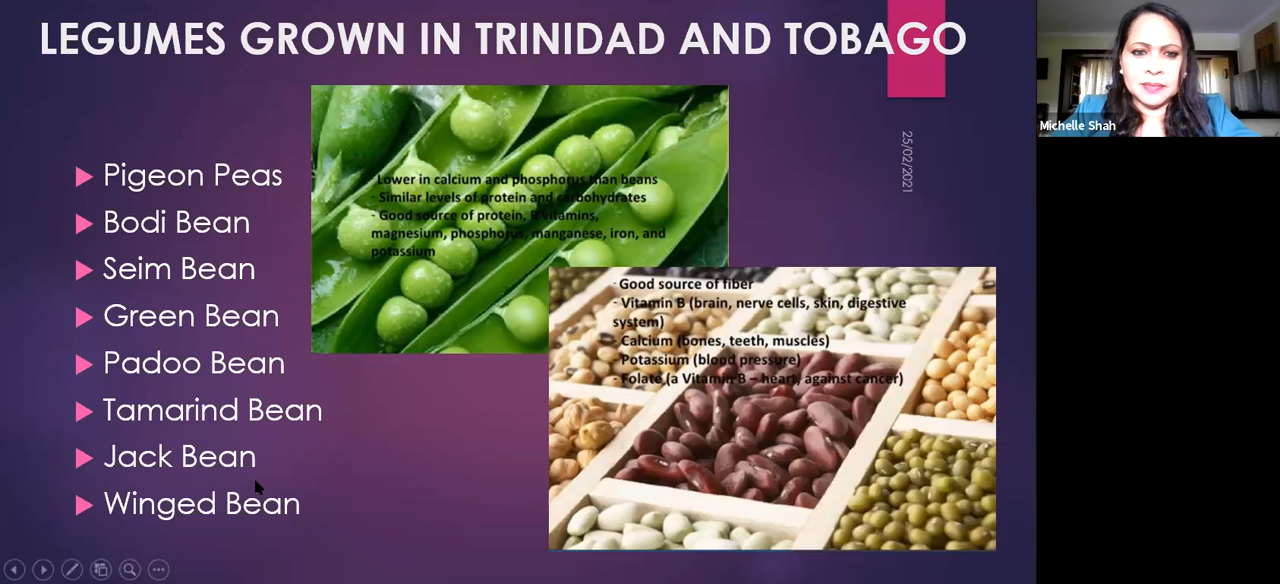 LEGUMES GROWN IN TRINIDAD AND TOBAGO
Michelle Shah
25/02/2021
Pigeon Peas
Bodi Bean
Seim Bean
Green Bean
Padoo Bean
Tamarind Bean
Jack Bean
Winged Bean
-Lower in calcium and phosphorus than beans
- Similar levels of protein and carbohydrates
- Good source of protein, B vitamins,
magnesium, phosphorus, manganese, iron, and
potassium
- Good source of fiber
- Vitamin B (brain, nerve cells, skin, digestive
system)
- Calcium (bones, teeth, muscles)
- Potassium (blood pressure)
- Folate (a Vitamin B – heart, against cancer)